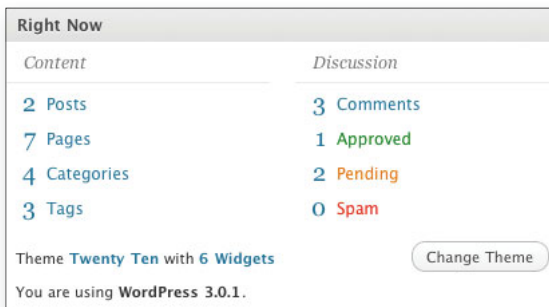 Right Now
Content
2 Posts
7 Pages
4 Categories
3 Tags
Discussion
3 Comments
1 Approved
2 Pending
0 Spam
Theme Twenty Ten with 6 Widgets
Change Theme
You are using WordPress 3.0.1.